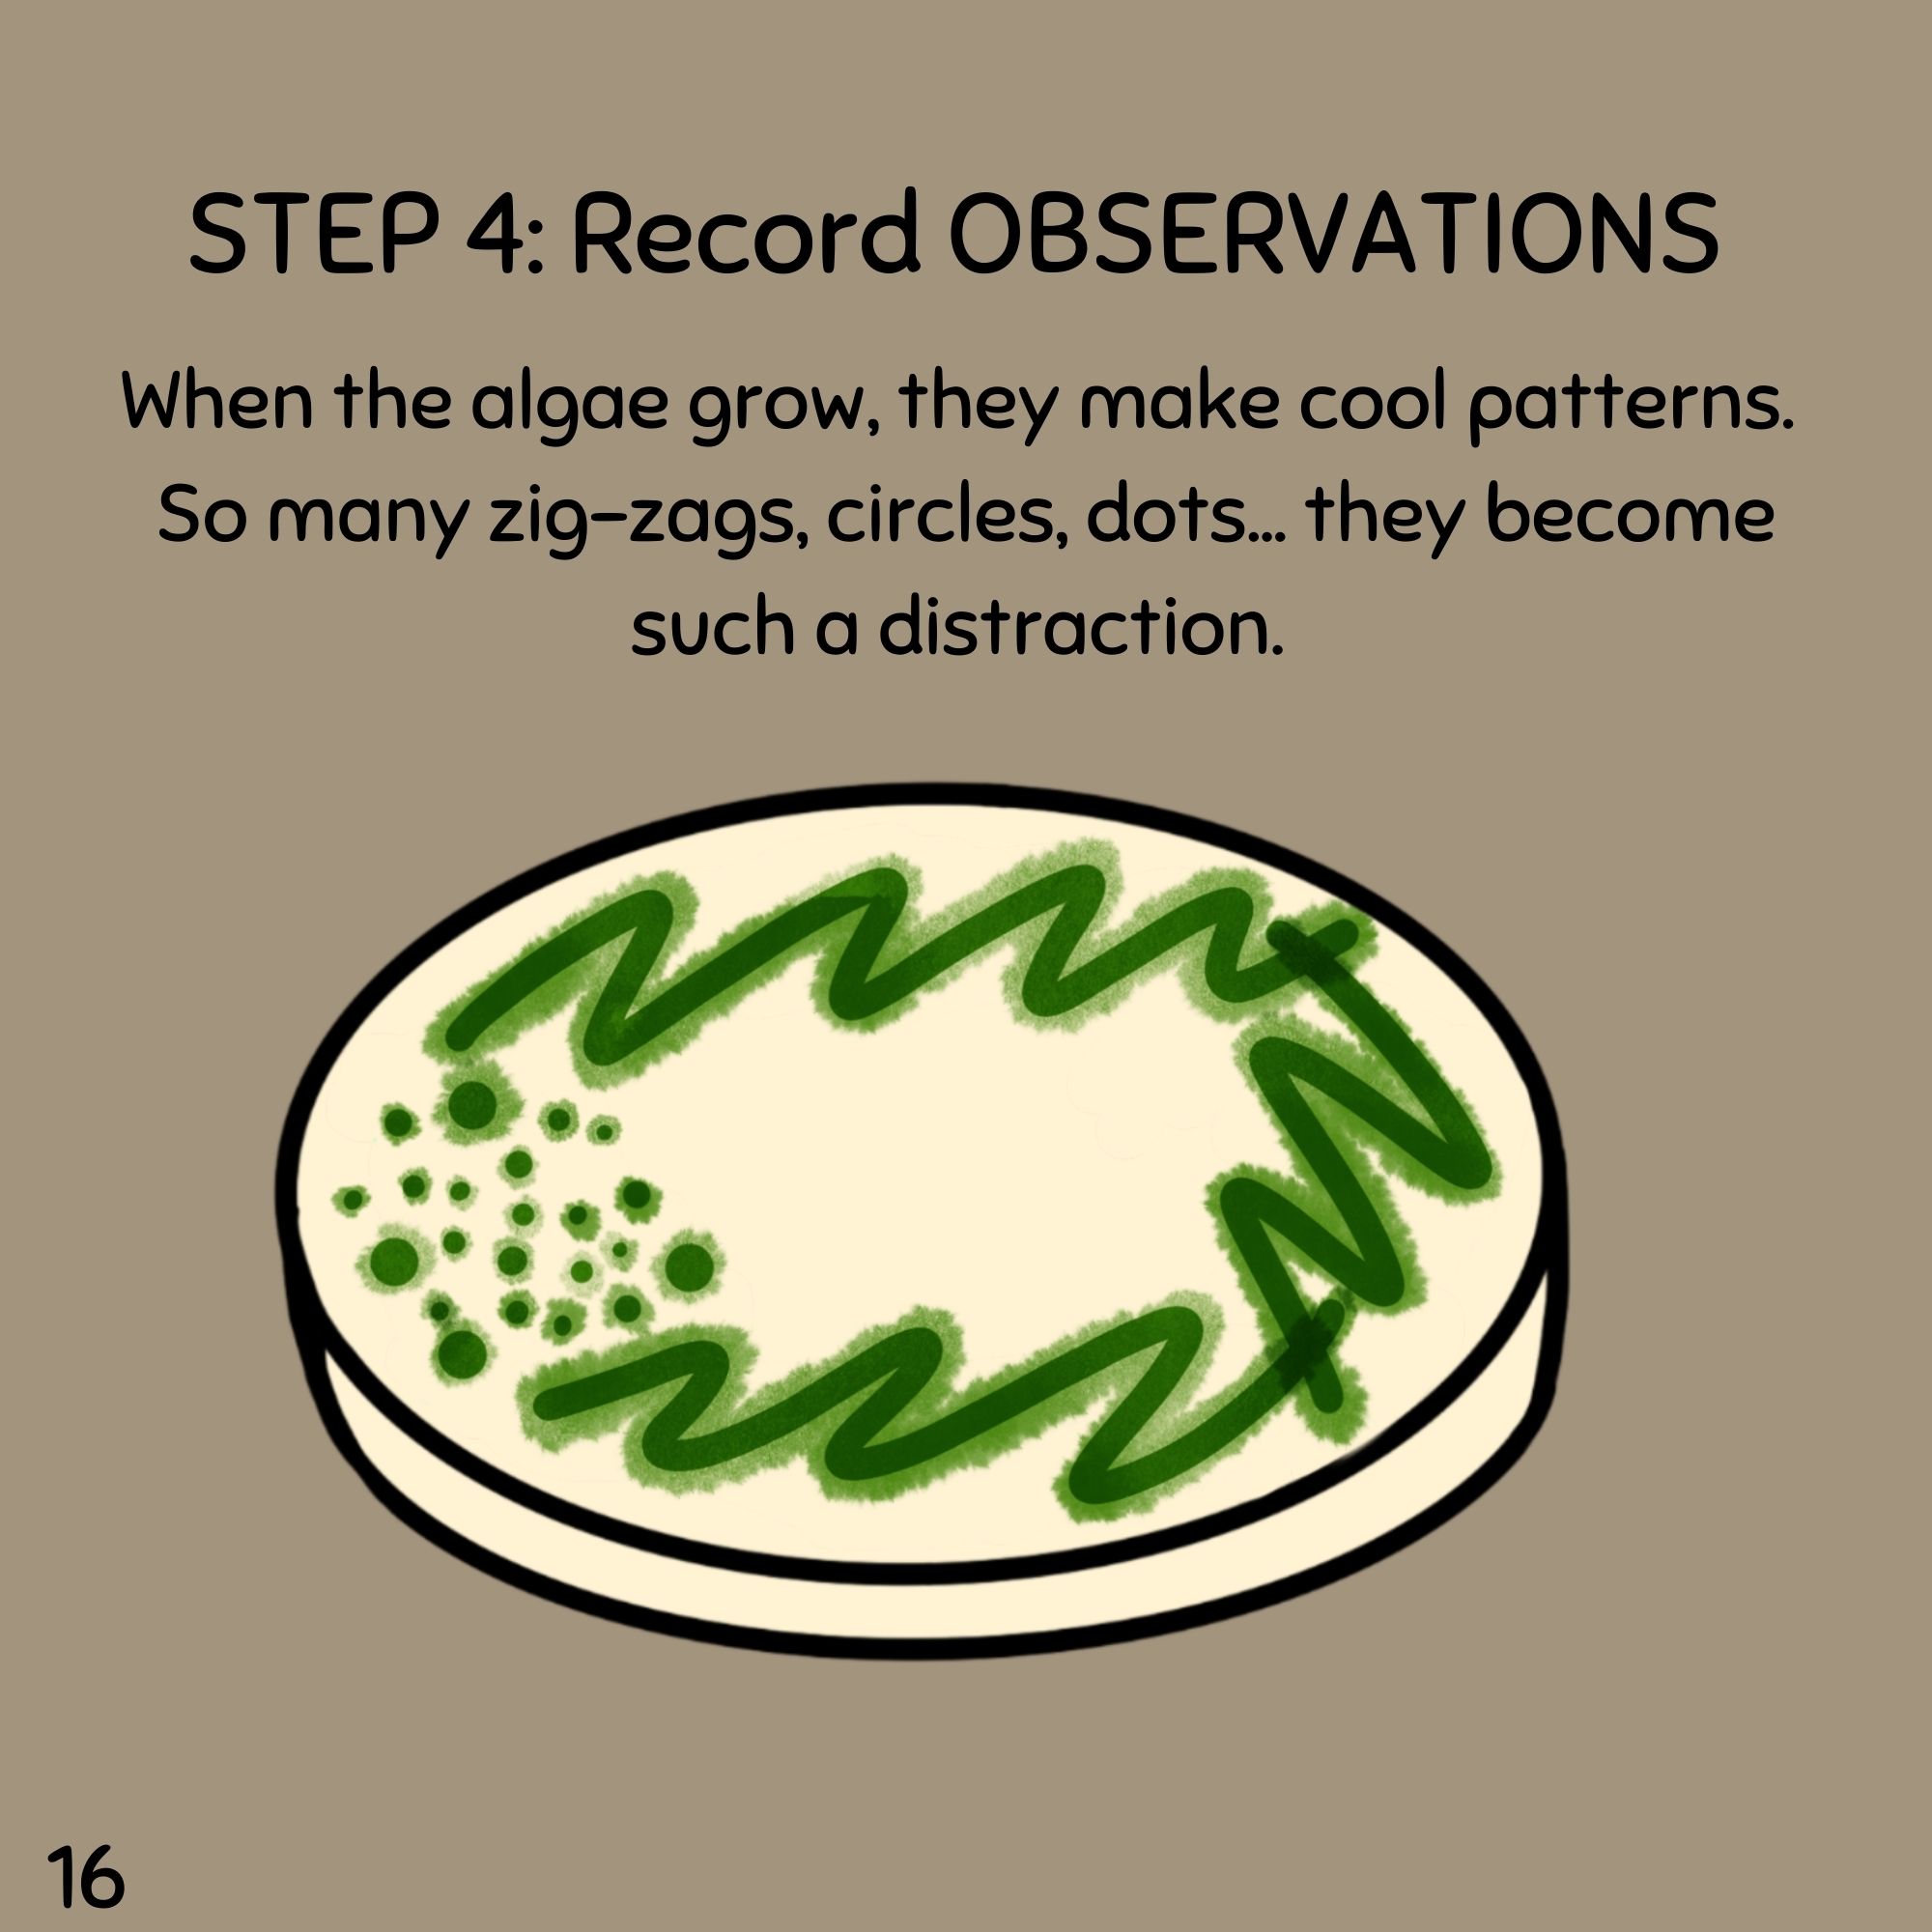 STEP 4: Record OBSERVATIONS
When the algae grow, they make cool patterns.
So many zig-zags, circles, dots... they become
such a distraction.
16